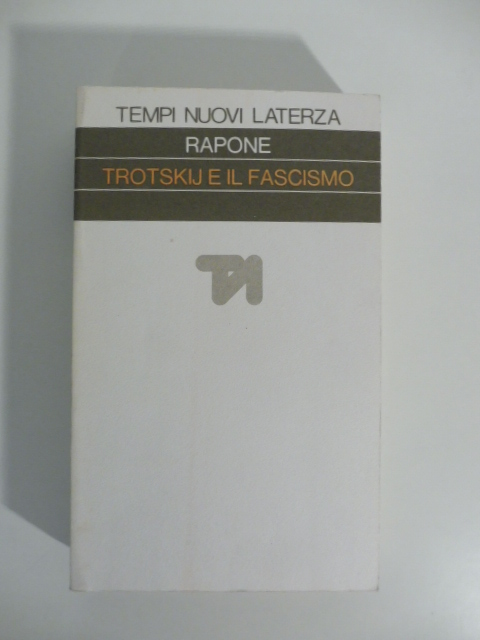 TEMPI NUOVI LATERZA
RAPONE
TROTSKIJ E IL FASCISMO